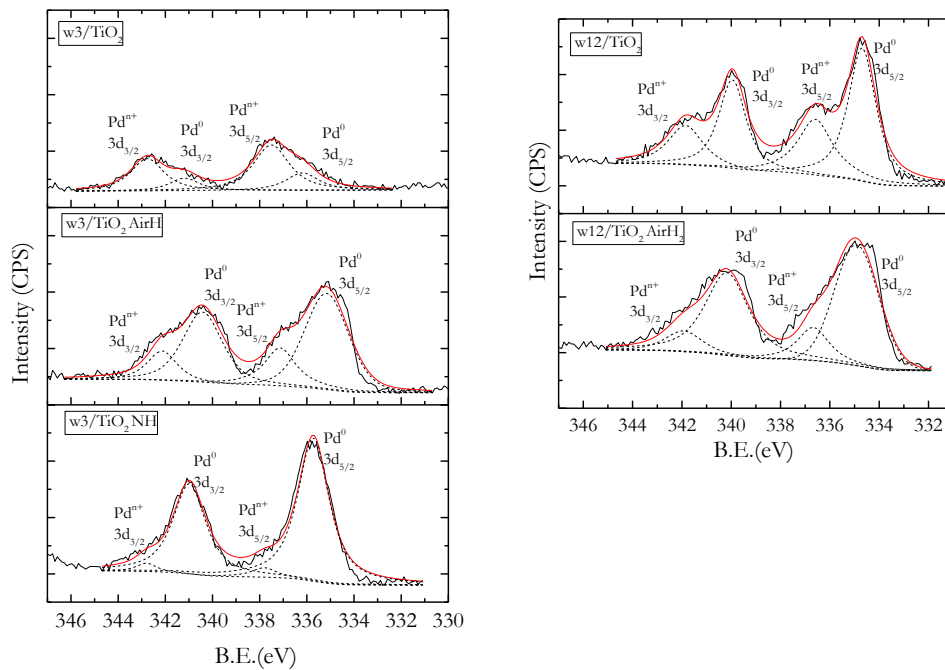 w3/TiO₂
Pdⁿ⁺
3d₃/₂
Pd⁰
3d₃/₂
Pdⁿ⁺
3d₅/₂
Pd⁰
3d₅/₂
w3/TiO₂ AirH
Pdⁿ⁺
3d₃/₂
Pd⁰
3d₃/₂
Pdⁿ⁺
3d₅/₂
Pd⁰
3d₅/₂
w3/TiO₂ NH
Pdⁿ⁺
3d₃/₂
Pd⁰
3d₃/₂
Pdⁿ⁺
3d₅/₂
Pd⁰
3d₅/₂
Intensity (CPS)
346 344 342 340 338 336 334 332 330
B.E.(eV)
w12/TiO₂
Pdⁿ⁺
3d₃/₂
Pd⁰
3d₃/₂
Pdⁿ⁺
3d₅/₂
Pd⁰
3d₅/₂
w12/TiO₂ AirH₂
Pdⁿ⁺
3d₃/₂
Pd⁰
3d₃/₂
Pdⁿ⁺
3d₅/₂
Pd⁰
3d₅/₂
Intensity (CPS)
346 344 342 340 338 336 334 332
B.E.(eV)